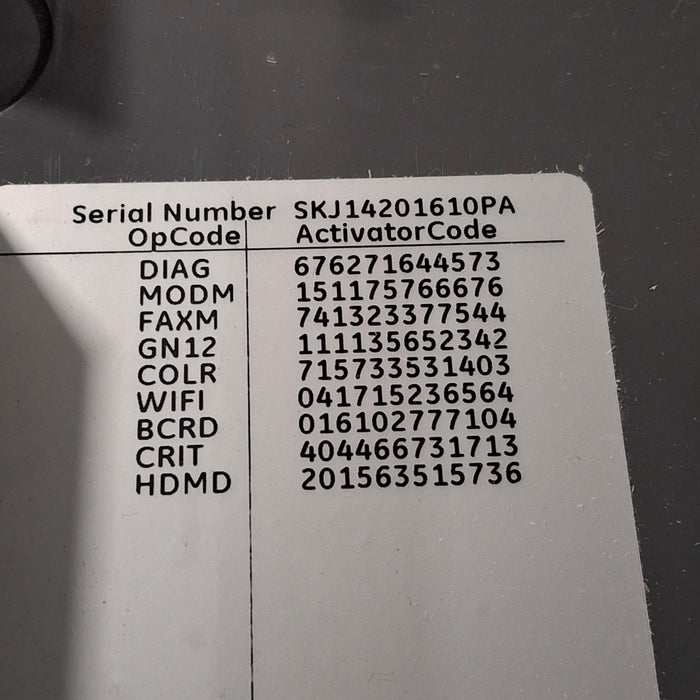 Serial Number SKJ14201610PA
OpCode ActivatorCode
DIAG 676271644573
MODM 151175766676
FAXM 741323377544
GN12 111135652342
COLR 715733531403
WIFI 041715236564
BCRD 016102777104
CRIT 404466731713
HDMD 201563515736